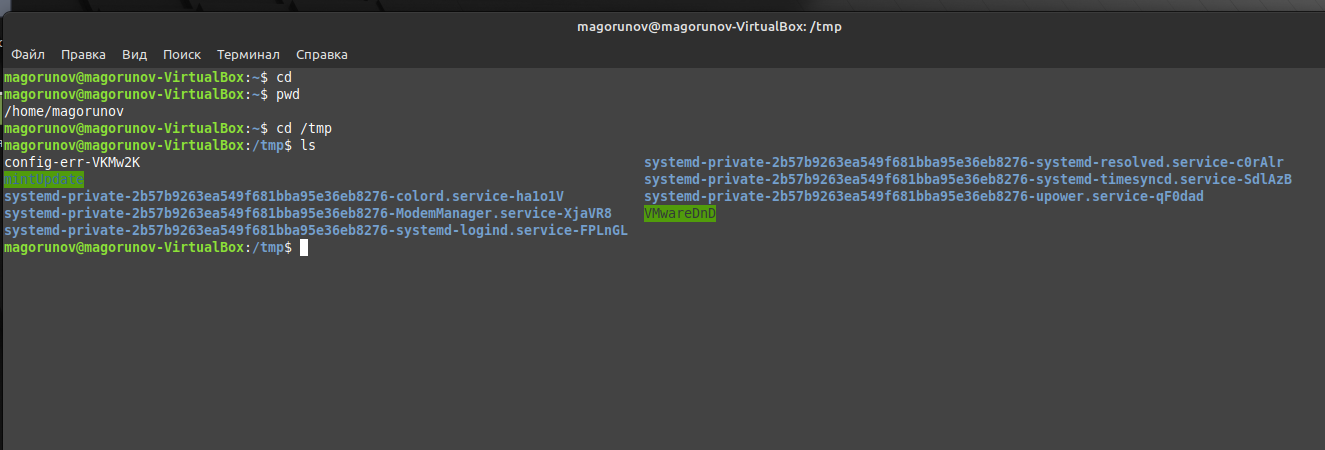 magorunov@magorunov-VirtualBox: /tmp
Файл Правка Вид Поиск Терминал Справка
magorunov@magorunov-VirtualBox:~$ cd
magorunov@magorunov-VirtualBox:~$ pwd
/home/magorunov
magorunov@magorunov-VirtualBox:~$ cd /tmp
magorunov@magorunov-VirtualBox:/tmp$ ls
config-err-VKMw2K systemd-private-2b57b9263ea549f681bba95e36eb8276-systemd-resolved.service-c0rAlr
mintUpdate systemd-private-2b57b9263ea549f681bba95e36eb8276-systemd-timesyncd.service-SdlAzB
systemd-private-2b57b9263ea549f681bba95e36eb8276-colord.service-ha1o1V systemd-private-2b57b9263ea549f681bba95e36eb8276-upower.service-qF0dad
systemd-private-2b57b9263ea549f681bba95e36eb8276-ModemManager.service-XjaVR8 VMwareDnD
systemd-private-2b57b9263ea549f681bba95e36eb8276-systemd-logind.service-FPLnGL
magorunov@magorunov-VirtualBox:/tmp$